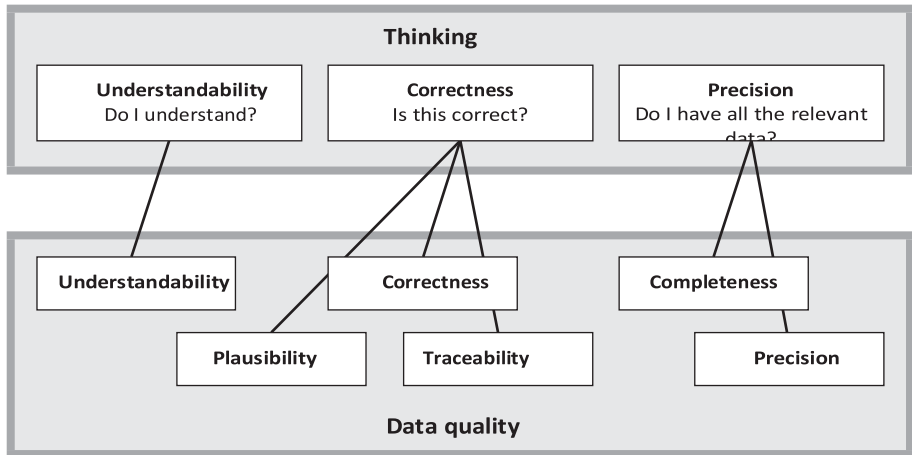 Thinking
Understandability
Do I understand?
Correctness
Is this correct?
Precision
Do I have all the relevant
data?
Understandability
Correctness
Completeness
Plausibility
Traceability
Precision
Data quality